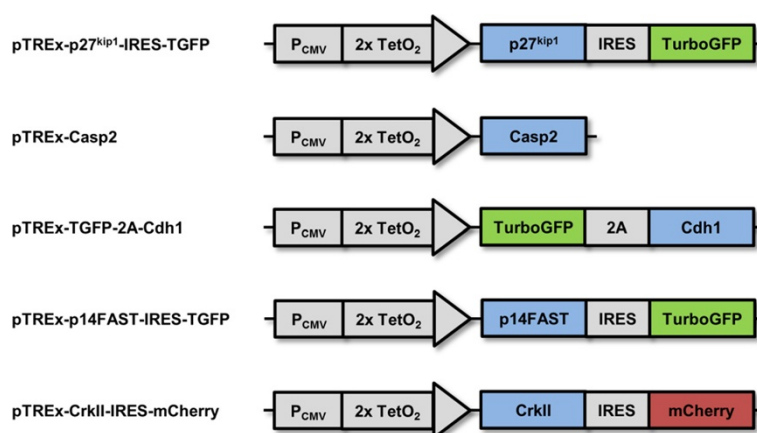 pTREx-p27kip1-IRES-TGFP PCMV 2x TetO2 p27kip1 IRES TurboGFP
pTREx-Casp2 PCMV 2x TetO2 Casp2
pTREx-TGFP-2A-Cdh1 PCMV 2x TetO2 TurboGFP 2A Cdh1
pTREx-p14FAST-IRES-TGFP PCMV 2x TetO2 p14FAST IRES TurboGFP
pTREx-CrkII-IRES-mCherry PCMV 2x TetO2 CrkII IRES mCherry